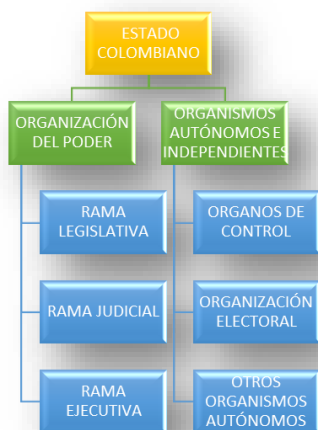 ESTADO
COLOMBIANO
ORGANIZACIÓN
DEL PODER
ORGANISMOS
AUTÓNOMOS E
INDEPENDIENTES
RAMA
LEGISLATIVA
ORGANOS DE
CONTROL
RAMA JUDICIAL
ORGANIZACIÓN
ELECTORAL
RAMA
EJECUTIVA
OTROS
ORGANISMOS
AUTÓNOMOS